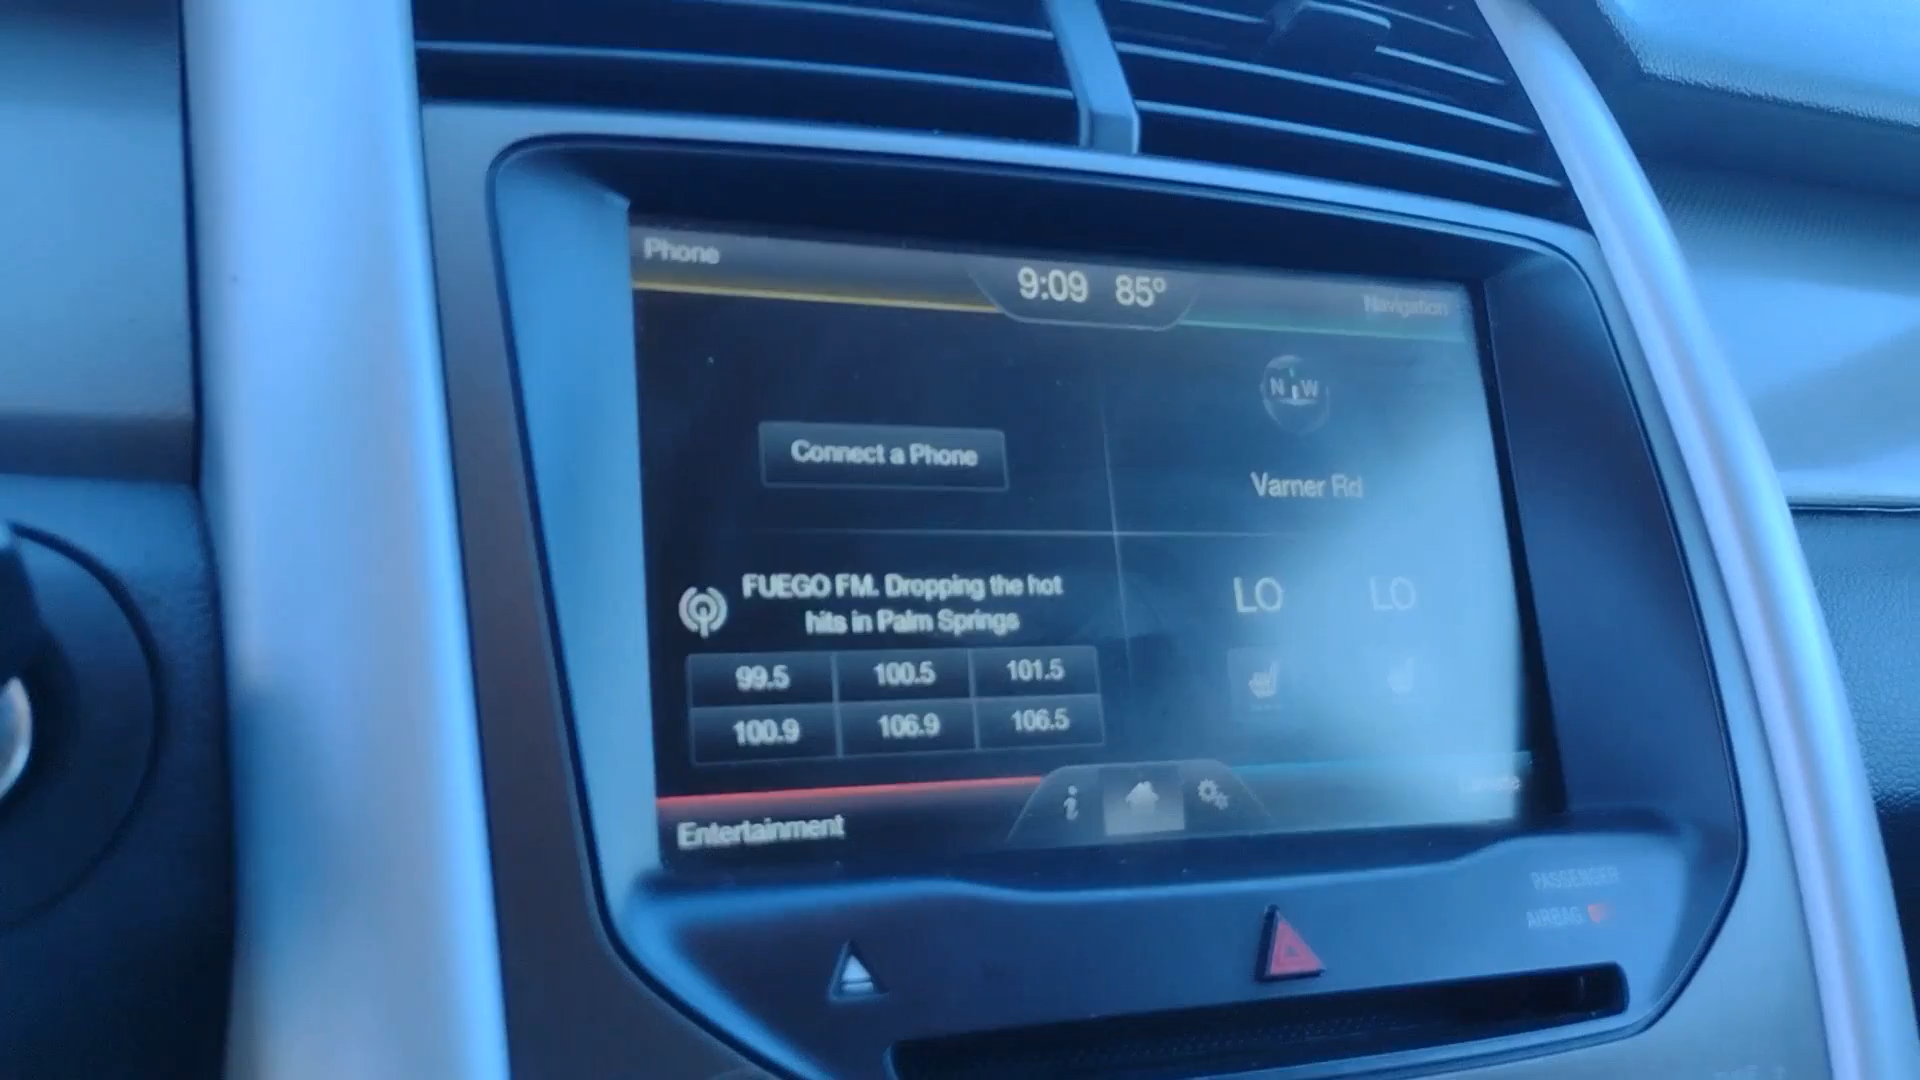 Phone
9:09 85°
Navigation
N W
Connect a Phone
Varner Rd
FUEGO FM. Dropping the hot
hits in Palm Springs
LO LO
99.5 100.5 101.5
100.9 106.9 106.5
i
Entertainment
PASSENGER
AIRBAG